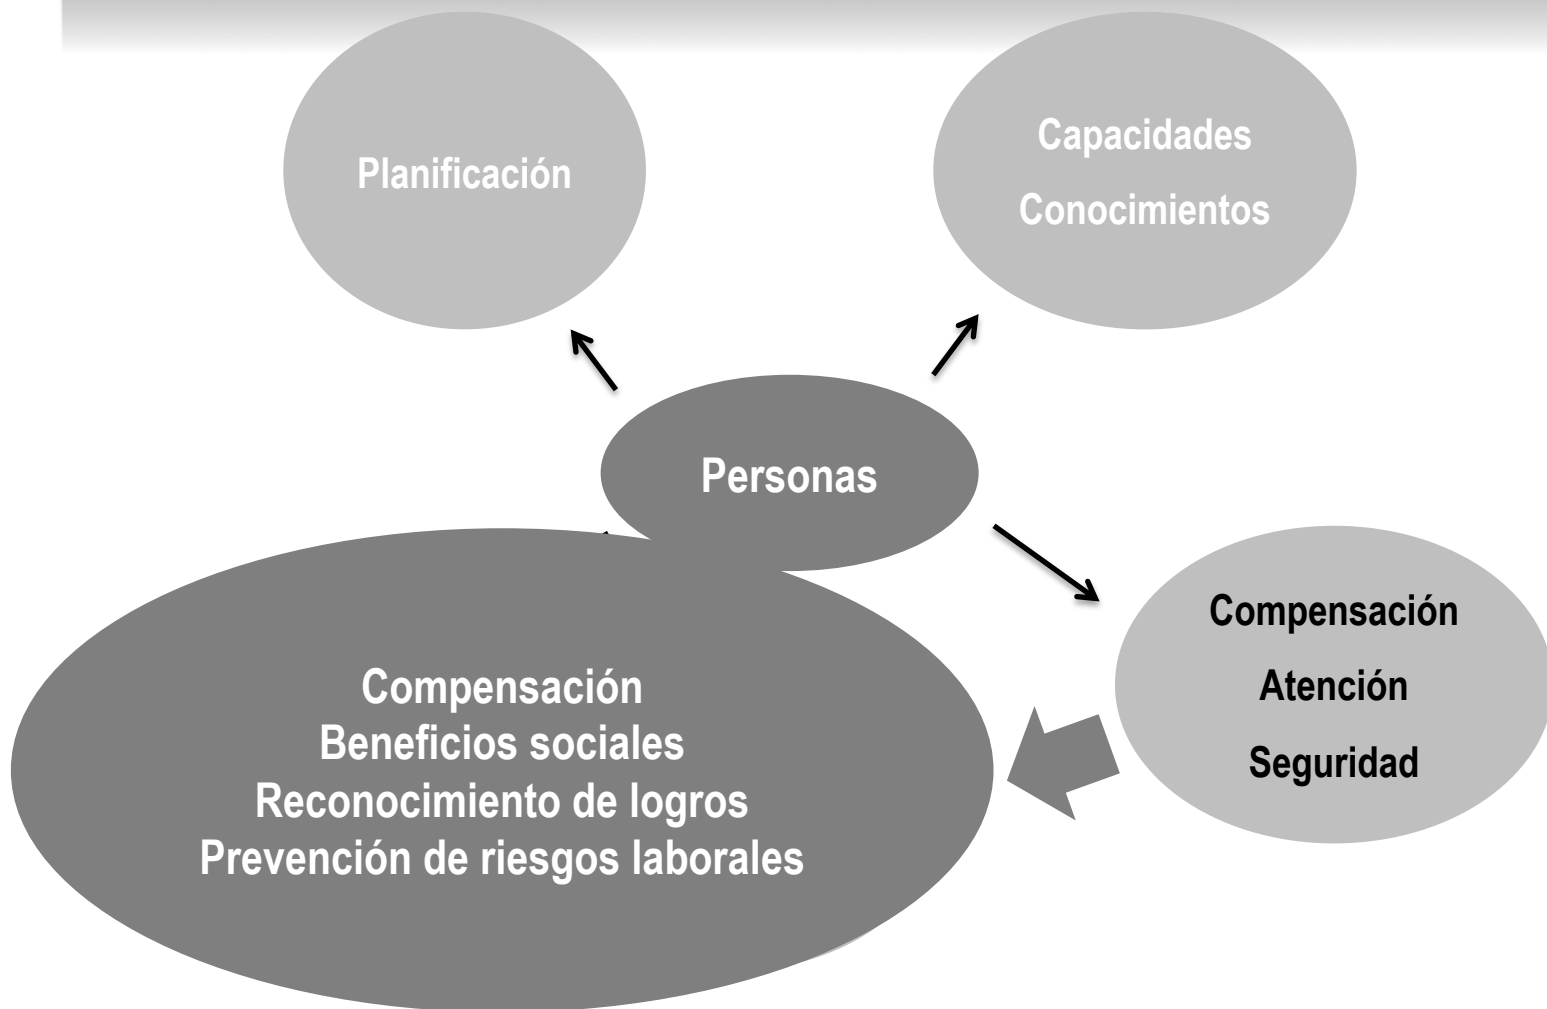 Planificación
Capacidades
Conocimientos
Personas
Compensación
Atención
Seguridad
Compensación
Beneficios sociales
Reconocimiento de logros
Prevención de riesgos laborales